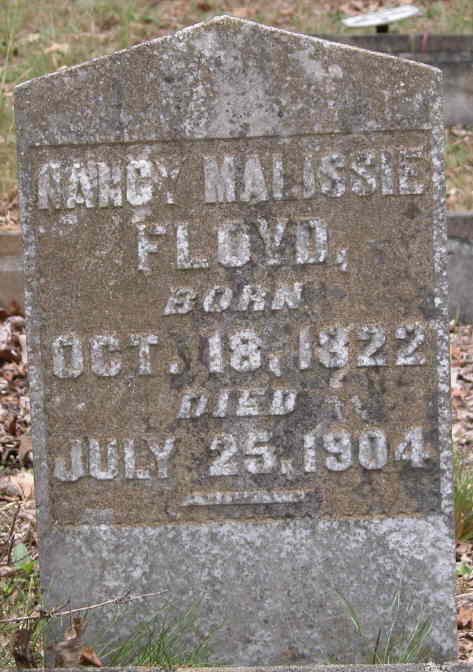 NANCY MALISSIE
FLOYD,
BORN
OCT. 18, 1822
DIED
JULY 25, 1904